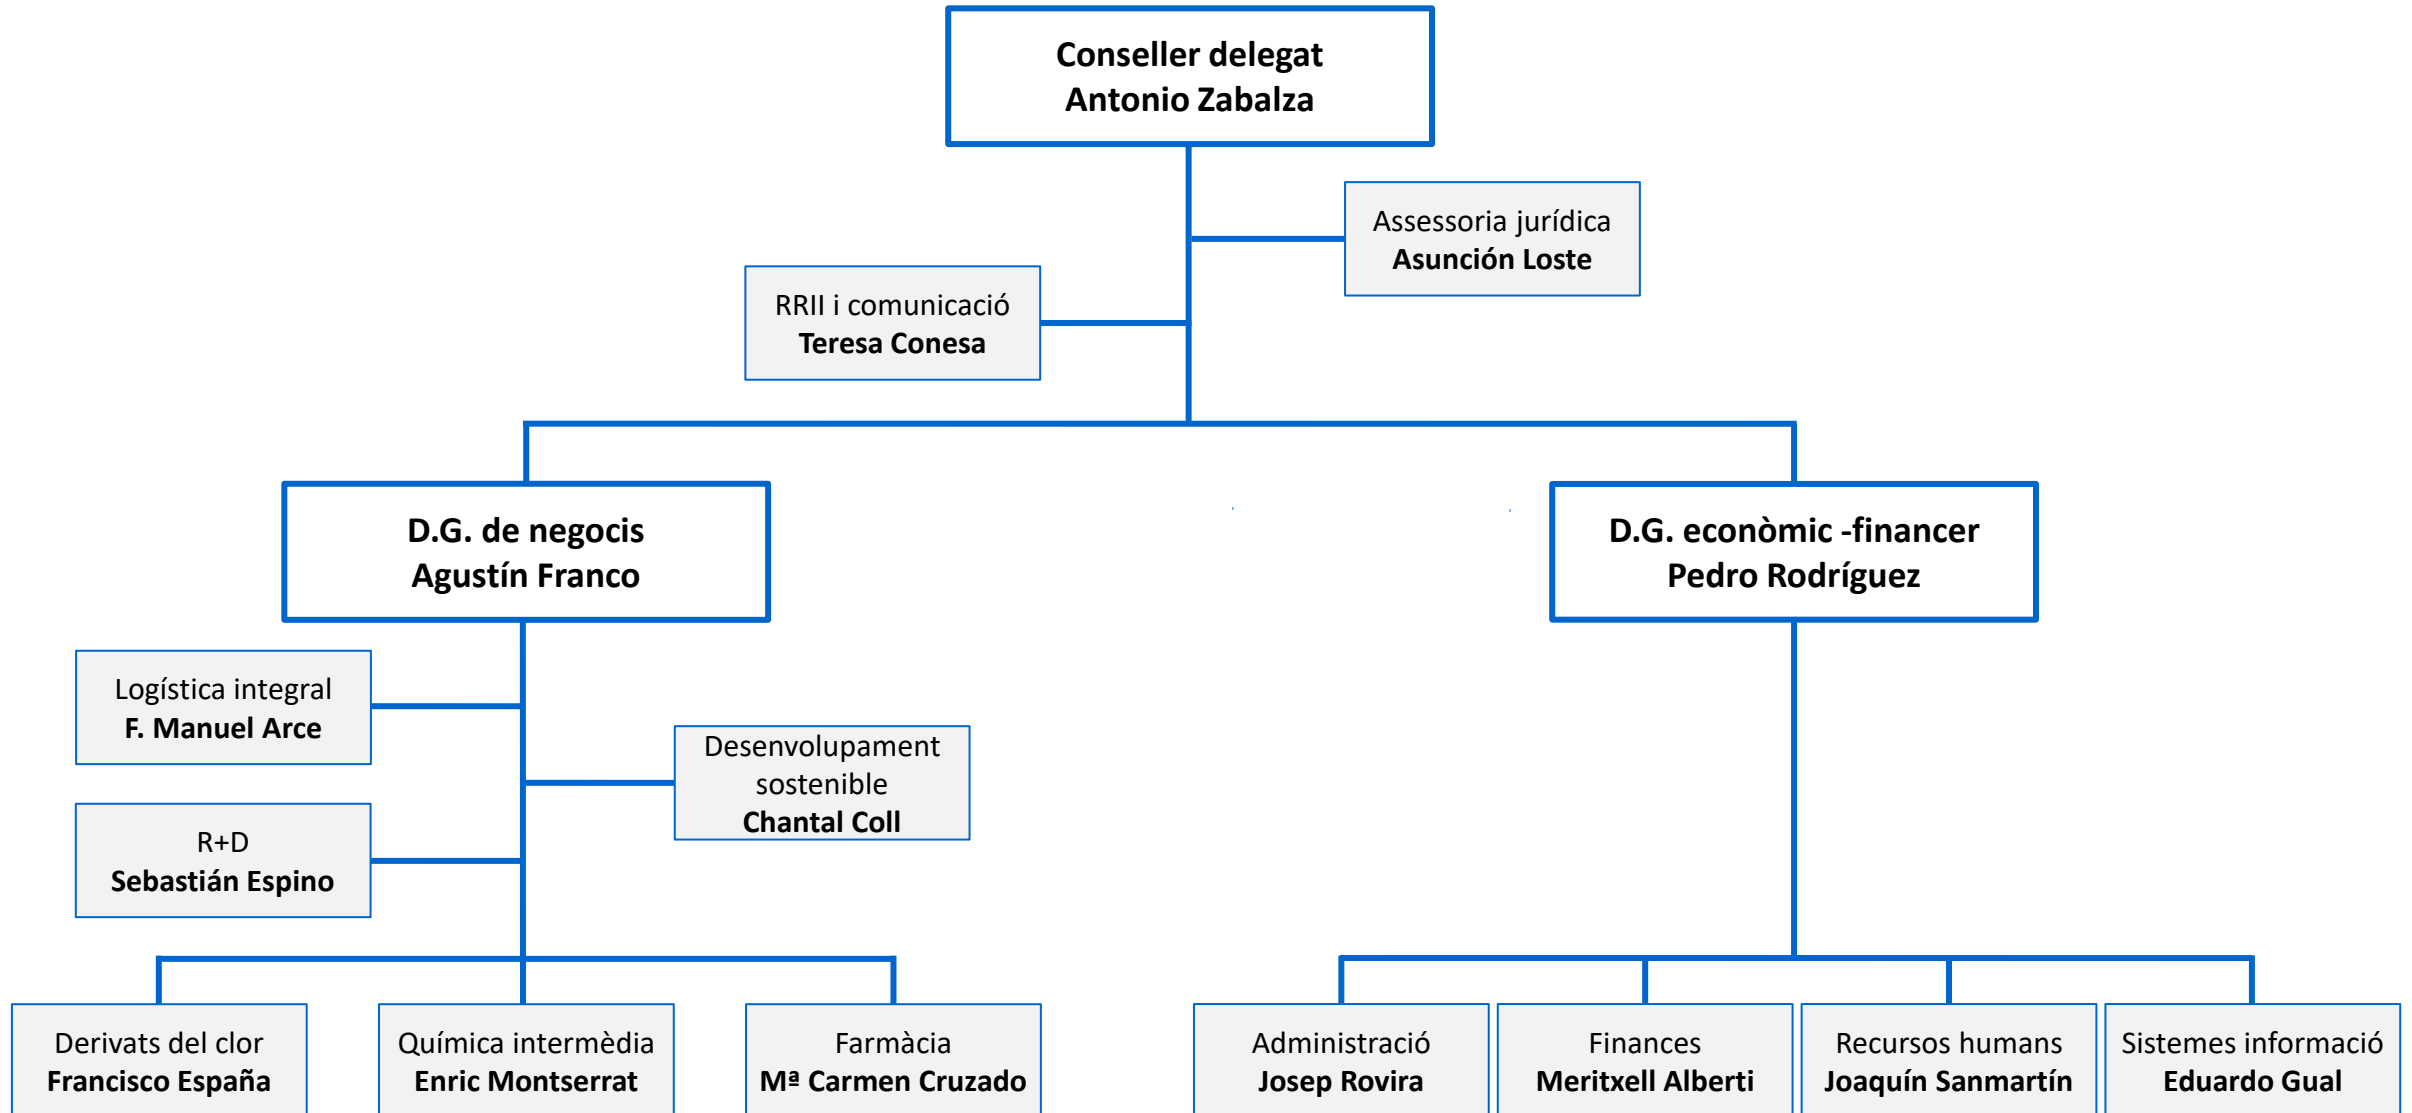 Conseller delegat
Antonio Zabalza
Assessoria jurídica
Asunción Loste
RRII i comunicació
Teresa Conesa
D.G. de negocis
Agustín Franco
D.G. econòmic -financer
Pedro Rodríguez
Logística integral
F. Manuel Arce
Desenvolupament
sostenible
Chantal Coll
R+D
Sebastián Espino
Derivats del clor
Francisco España
Química intermèdia
Enric Montserrat
Farmàcia
Mª Carmen Cruzado
Administració
Josep Rovira
Finances
Meritxell Alberti
Recursos humans
Joaquín Sanmartín
Sistemes informació
Eduardo Gual